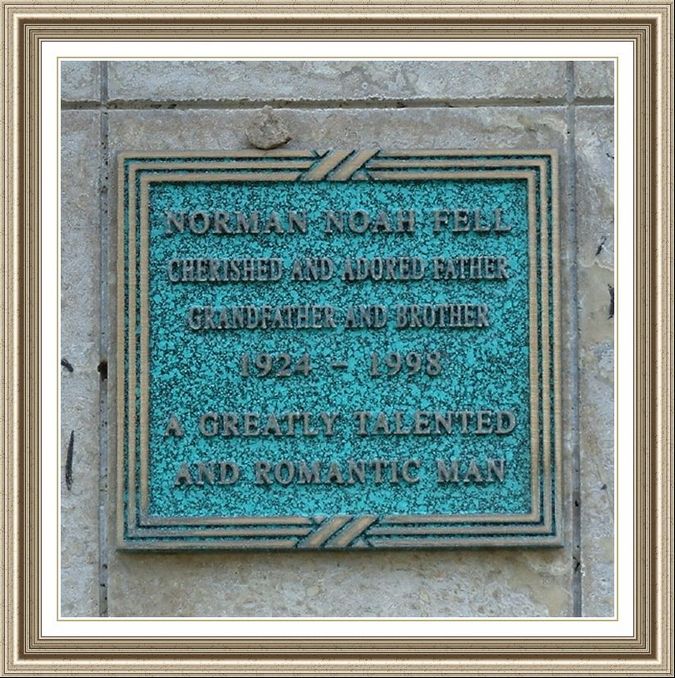 NORMAN NOAH FELL
CHERISHED AND ADORED FATHER
GRANDFATHER AND BROTHER
1924 - 1998
A GREATLY TALENTED
AND ROMANTIC MAN